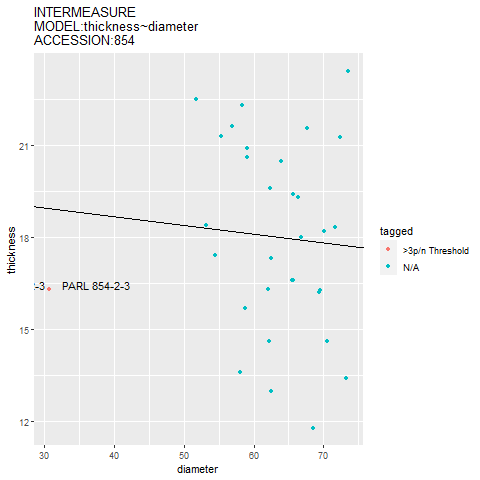 INTERMEASURE
MODEL:thickness~diameter
ACCESSION:854
21
18
15
12
thickness
-3
PARL 854-2-3
30
40
50
60
70
diameter
tagged
>3p/n Threshold
N/A